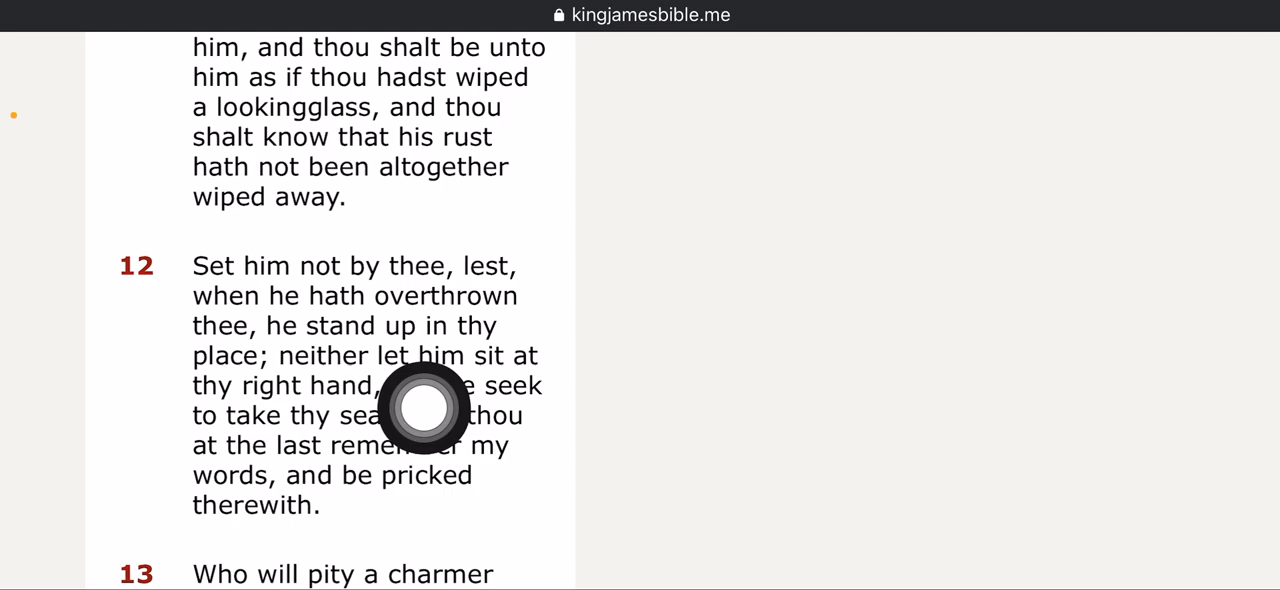 kingjamesbible.me
him, and thou shalt be unto
him as if thou hadst wiped
a lookingglass, and thou
shalt know that his rust
hath not been altogether
wiped away.
12 Set him not by thee, lest,
when he hath overthrown
thee, he stand up in thy
place; neither let him sit at
thy right hand, seek
to take thy thou
at the last my
words, and be pricked
therewith.
13 Who will pity a charmer